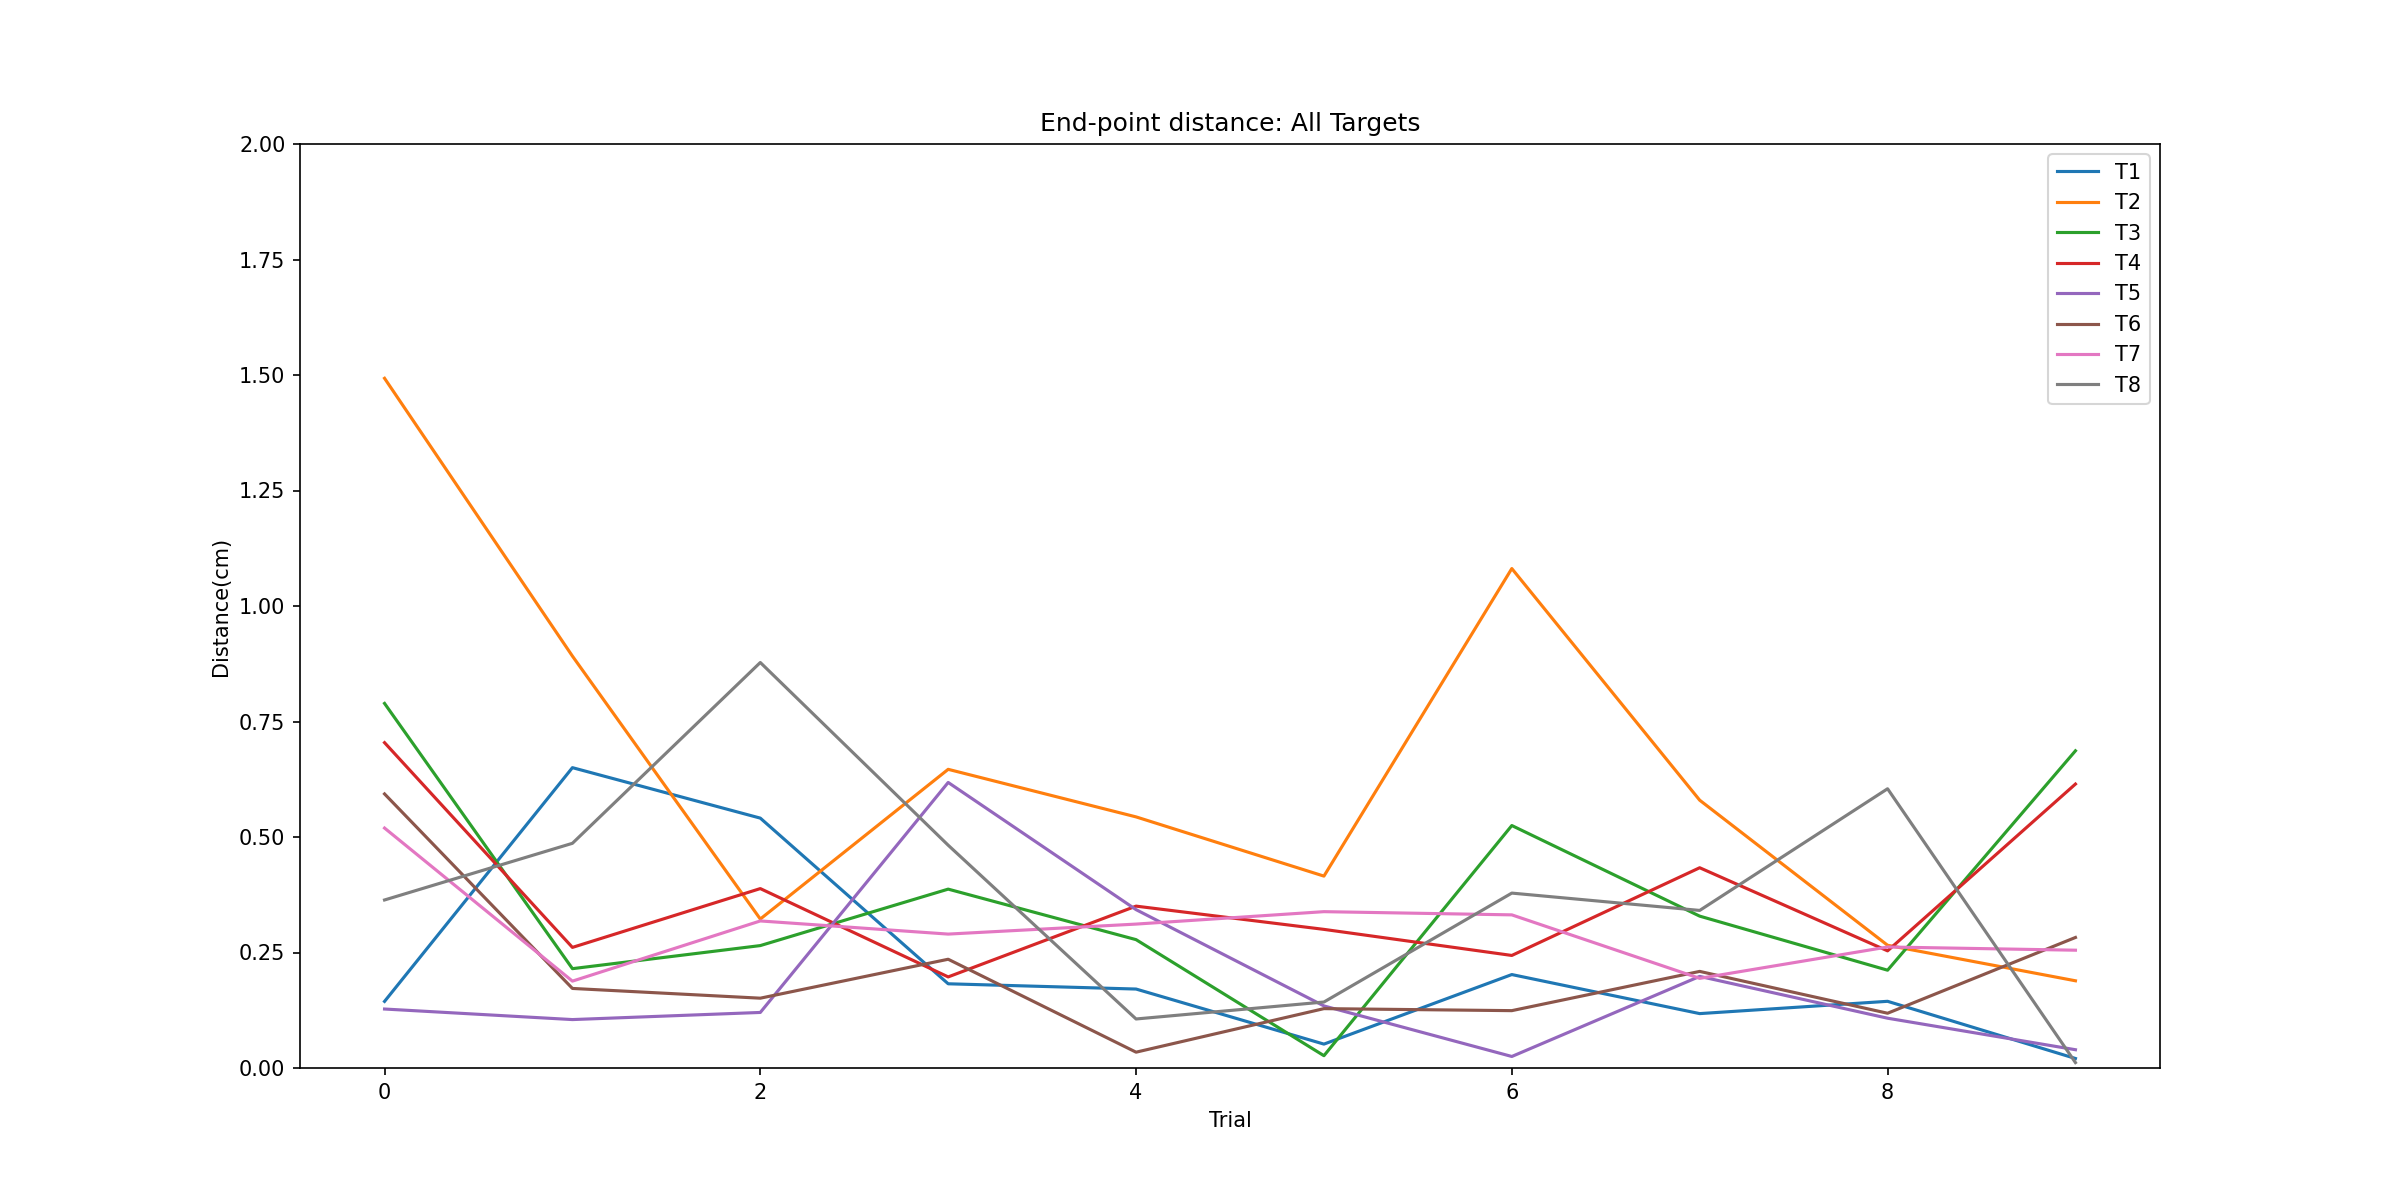 End-point distance: All Targets
2.00
1.75
1.50
1.25
1.00
0.75
0.50
0.25
0.00
Distance(cm)
0 2 4 6 8
Trial
T1
T2
T3
T4
T5
T6
T7
T8